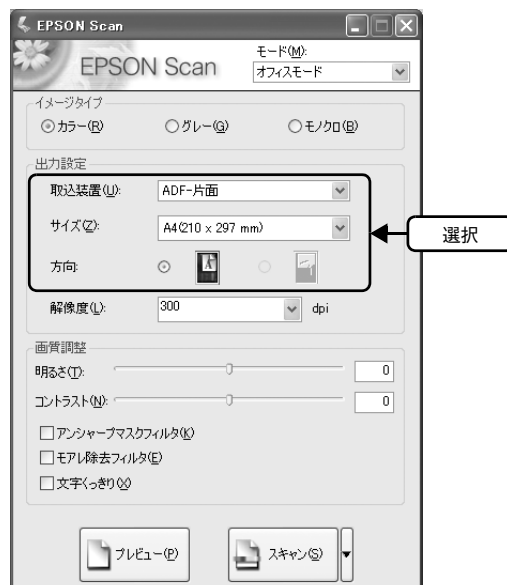 EPSON Scan
EPSON Scan
モード(M):
オフィスモード
イメージタイプ
カラー(R) グレー(G) モノクロ(B)
出力設定
取込装置(U): ADF-片面
サイズ(Z): A4(210 x 297 mm)
選択
方向:
解像度(L): 300 dpi
画質調整
明るさ(T): 0
コントラスト(N): 0
アンシャープマスクフィルタ(K)
モアレ除去フィルタ(E)
文字くっきり(X)
プレビュー(P) スキャン(S)